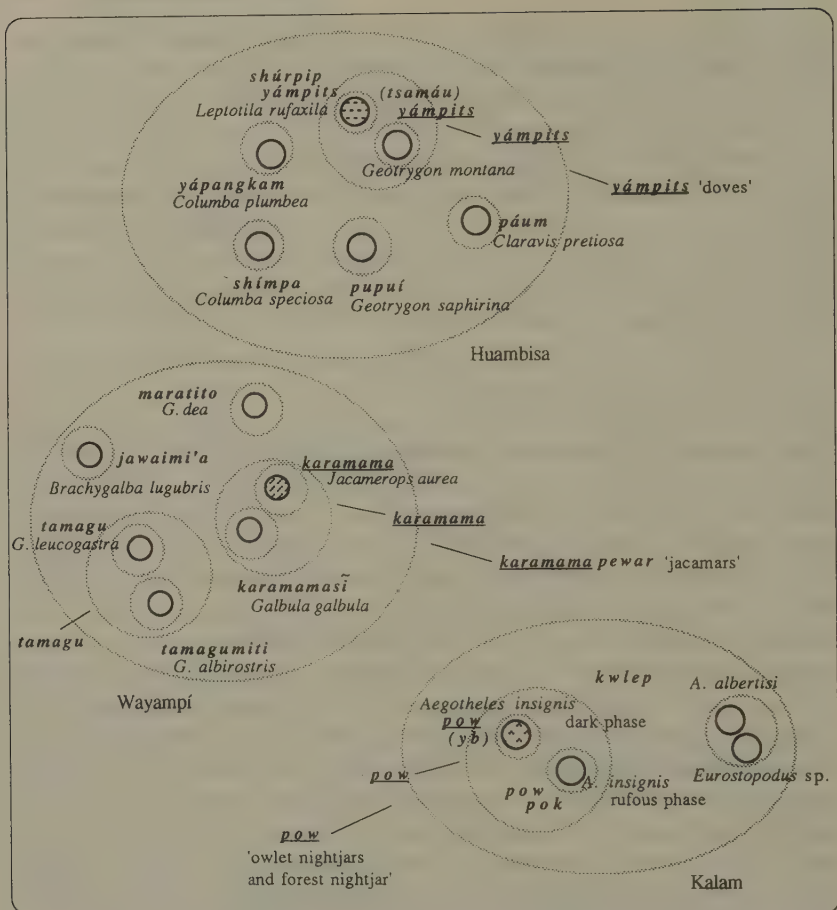 shúrpip
yámpits
Leptotila rufaxila
(tsamáu)
yámpits
yámpits
yámpits 'doves'
Geotrygon montana
yápangkam
Columba plumbea
páum
Claravis pretiosa
shímpa
Columba speciosa
pupuí
Geotrygon saphirina
Huambisa
maratito
G. dea
jawaimi'a
Brachygalba lugubris
karamama
Jacamerops aurea
karamama
karamama pewar 'jacamars'
tamagu
G. leucogastra
karamamasĩ
Galbula galbula
tamagu
tamagumiti
G. albirostris
Wayampí
kwlep
A. albertisi
Aegotheles insignis
pow
(yb)
dark phase
Eurostopodus sp.
pow
pow
pok
A. insignis
rufous phase
pow
'owlet nightjars
and forest nightjar'
Kalam